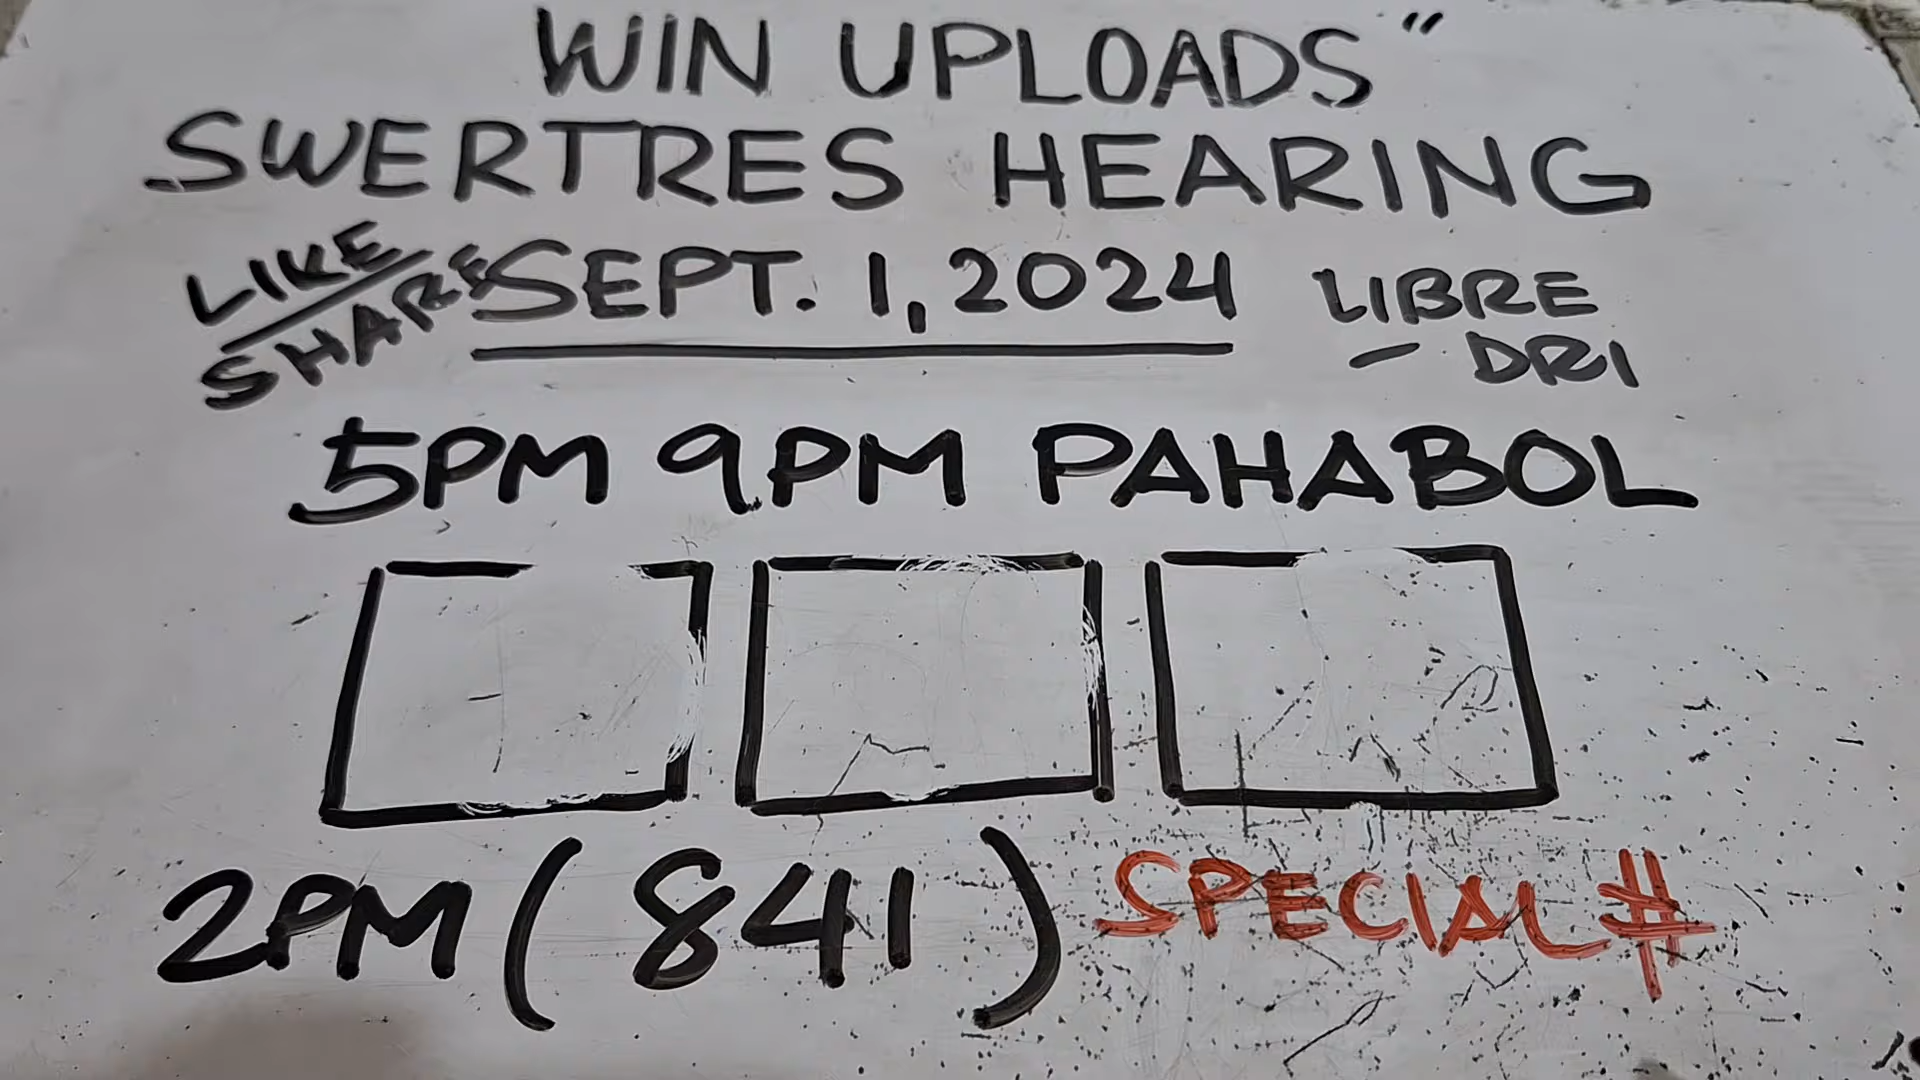 WIN UPLOADS"
SWERTRES HEARING
LIKE
SHARE
SEPT. 1, 2024
LIBRE
- DRI
5PM 9PM PAHABOL
2PM (841) SPECIAL #